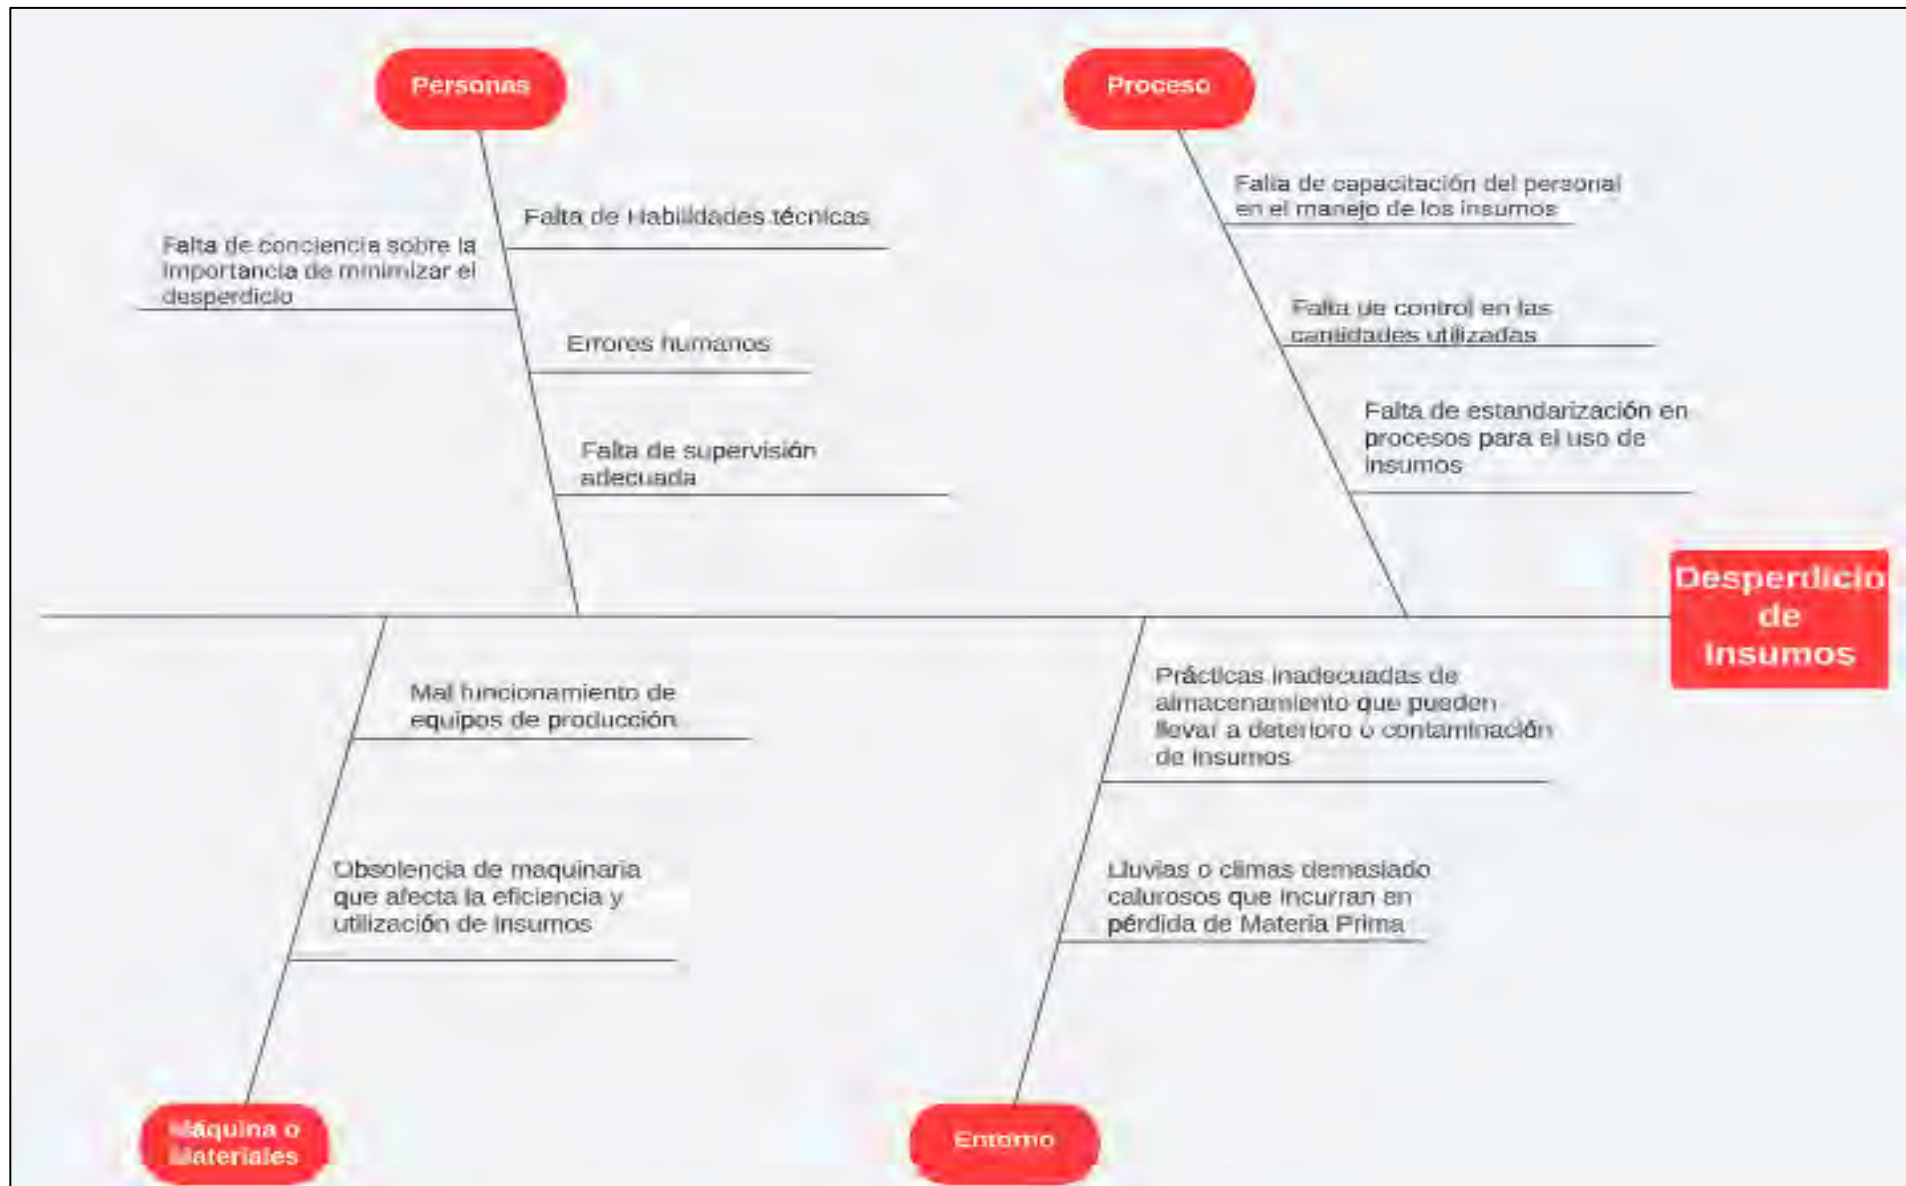 Personas
Proceso
Falta de capacitación del personal
en el manejo de los insumos
Falta de Habilidades técnicas
Falta de conciencia sobre la
importancia de minimizar el
desperdicio
Falta de control en las
cantidades utilizadas
Errores humanos
Falta de estandarización en
procesos para el uso de
insumos
Falta de supervisión
adecuada
Desperdicio
de
Insumos
Mal funcionamiento de
equipos de producción
Prácticas inadecuadas de
almacenamiento que pueden
llevar a deterioro o contaminación
de insumos
Obsolencia de maquinaria
que afecta la eficiencia y
utilización de insumos
Lluvias o climas demasiado
calurosos que incurran en
pérdida de Materia Prima
Máquina o
Materiales
Entorno